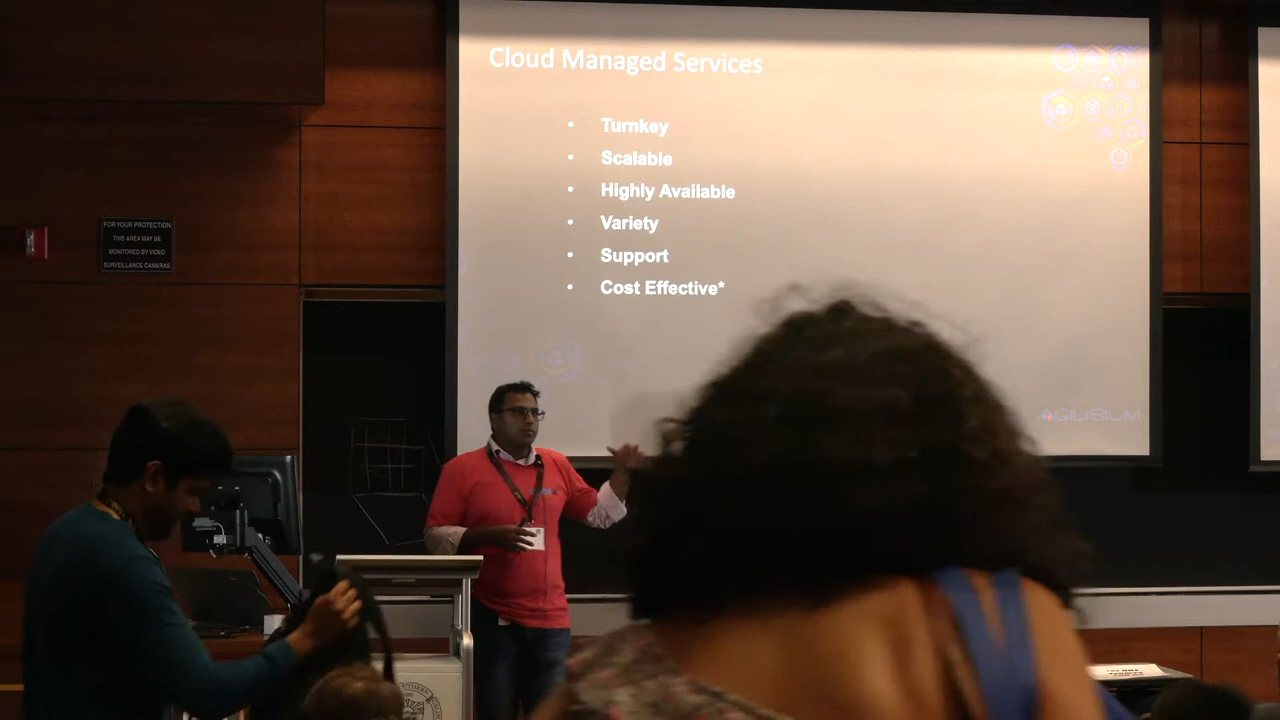 Cloud Managed Services
• Turnkey
• Scalable
• Highly Available
• Variety
• Support
• Cost Effective*
AGILISIUM
FOR YOUR PROTECTION
THIS AREA MAY BE
MONITORED BY VIDEO
SURVEILLANCE CAMERAS